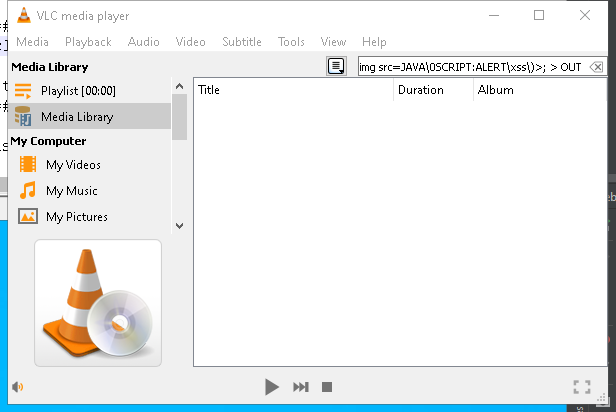 VLC media player
Media Playback Audio Video Subtitle Tools View Help
Media Library
img src=JAVA\0SCRIPT:ALERT\xss\)>; > OUT
Playlist [00:00]
Title Duration Album
Media Library
My Computer
My Videos
My Music
My Pictures